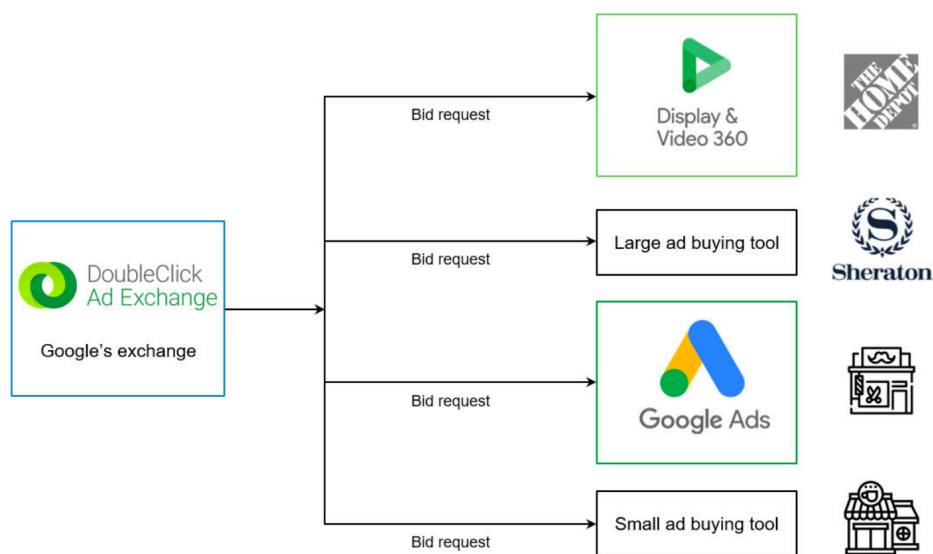 Bid request
Display &
Video 360
THE
HOME
DEPOT
Bid request
Large ad buying tool
S
Sheraton
DoubleClick
Ad Exchange
Google's exchange
Bid request
Google Ads
Bid request
Small ad buying tool